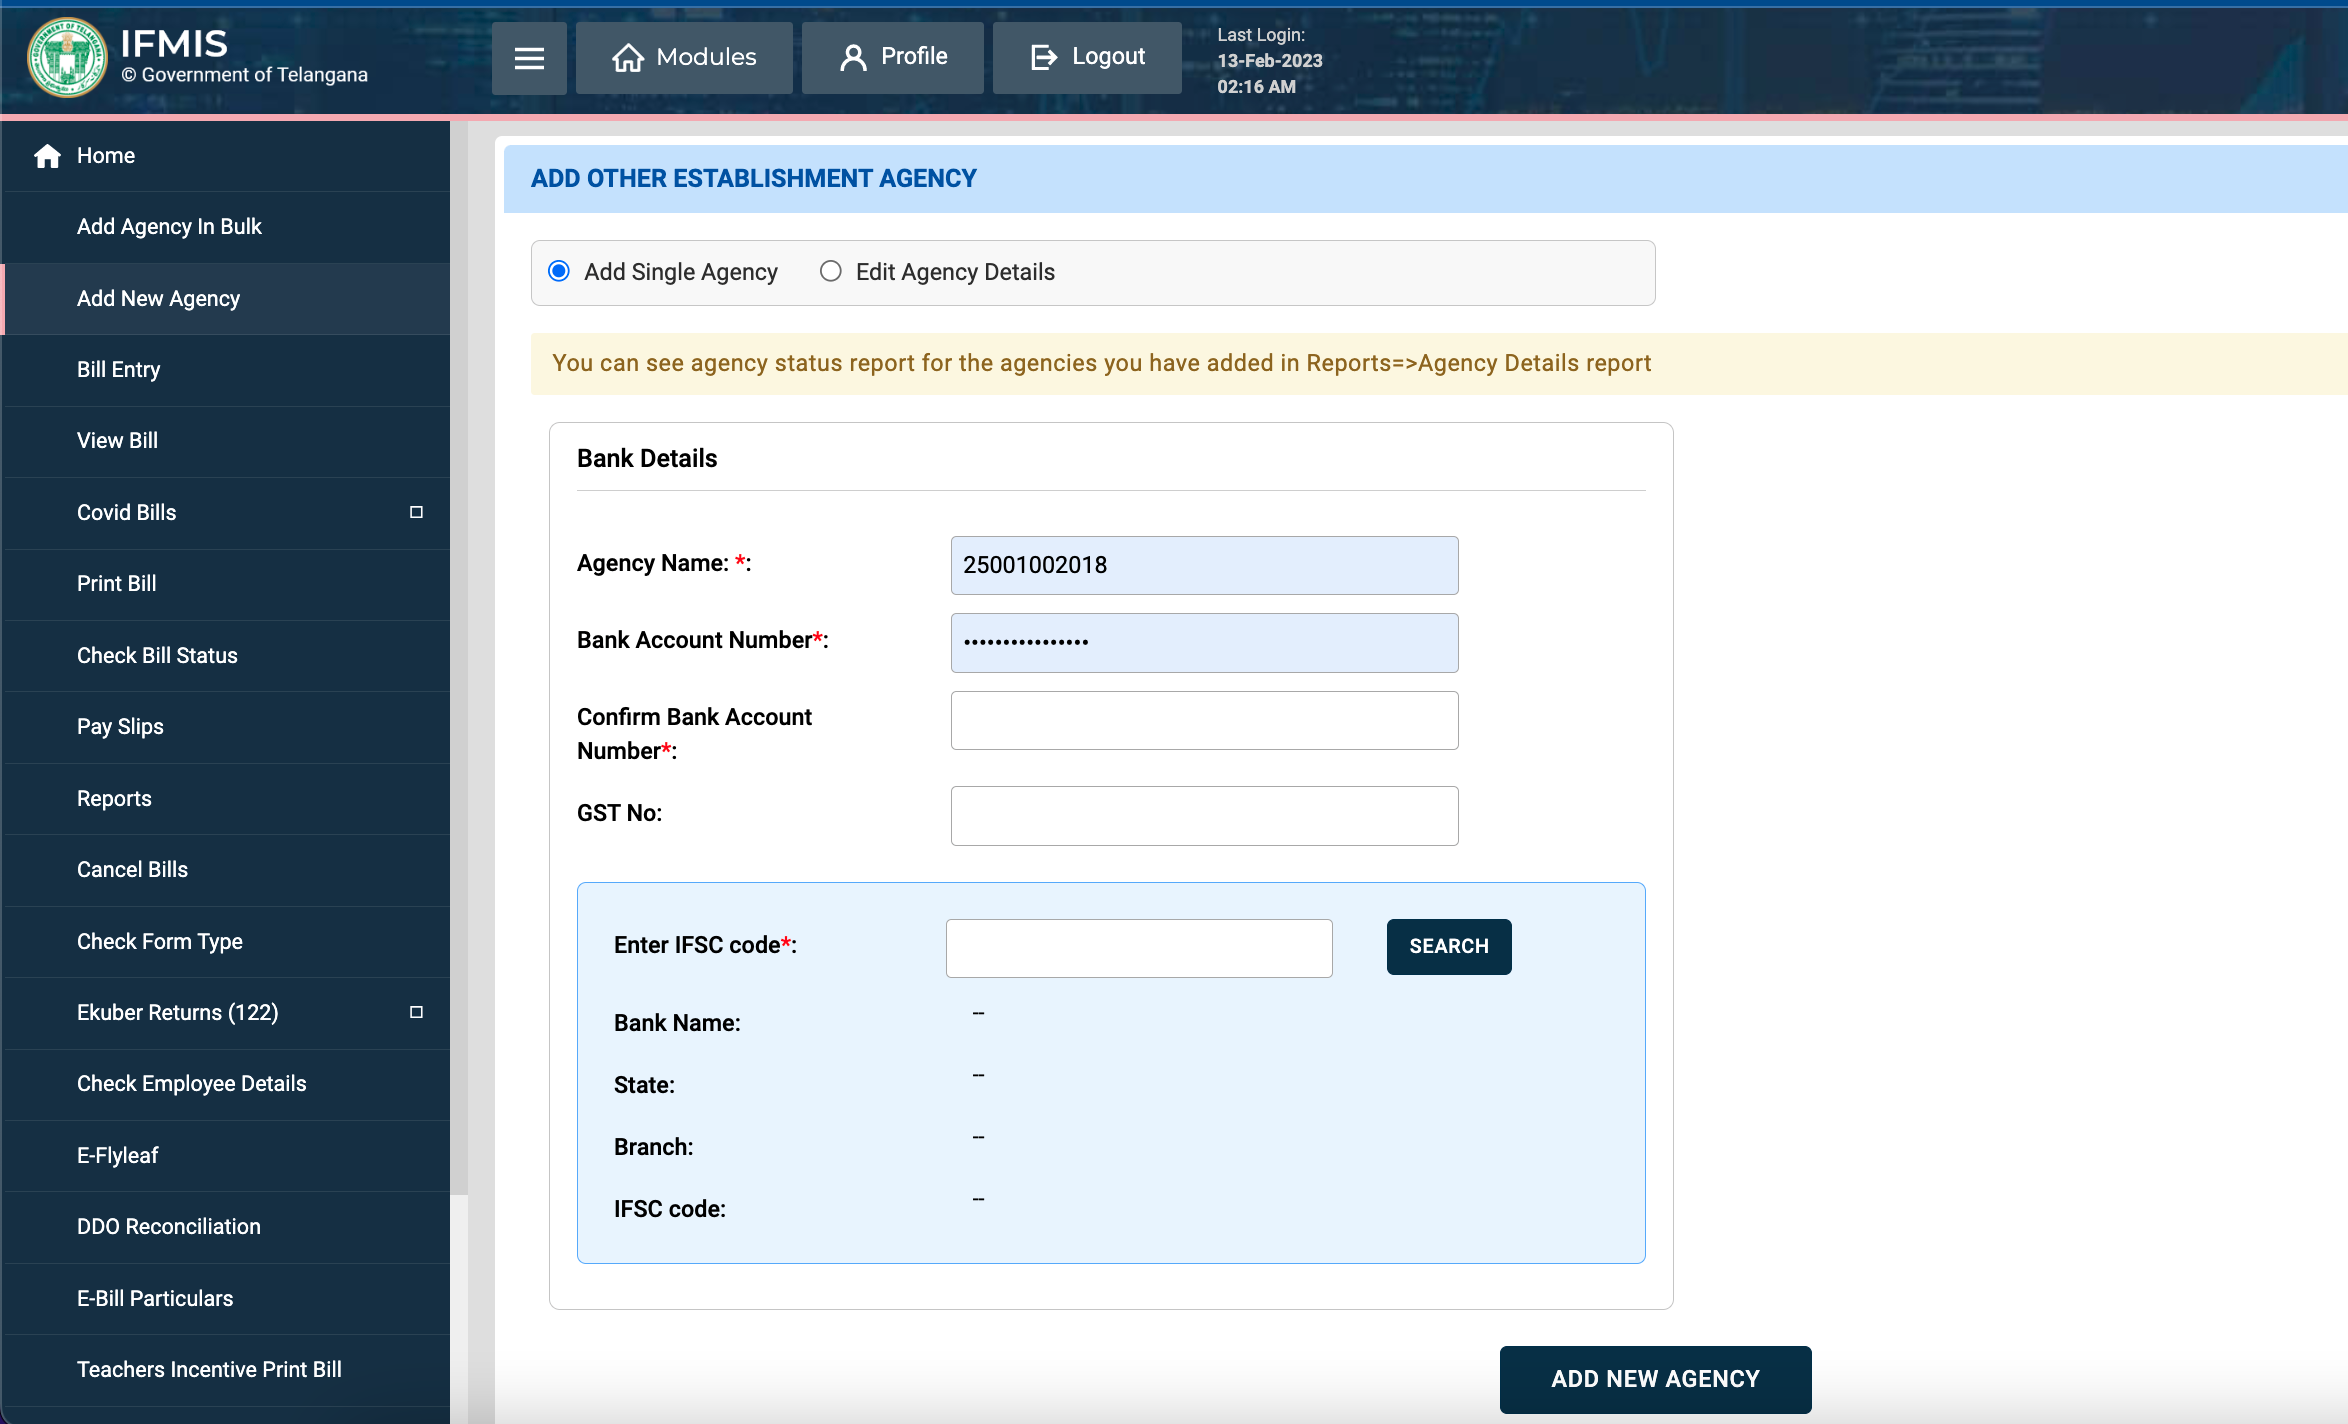 IFMIS
© Government of Telangana
Modules
Profile
Logout
Last Login:
13-Feb-2023
02:16 AM
Home
Add Agency In Bulk
Add New Agency
Bill Entry
View Bill
Covid Bills
Print Bill
Check Bill Status
Pay Slips
Reports
Cancel Bills
Check Form Type
Ekuber Returns (122)
Check Employee Details
E-Flyleaf
DDO Reconciliation
E-Bill Particulars
Teachers Incentive Print Bill
ADD OTHER ESTABLISHMENT AGENCY
Add Single Agency
Edit Agency Details
You can see agency status report for the agencies you have added in Reports=>Agency Details report
Bank Details
Agency Name: *:
25001002018
Bank Account Number*:
••••••••••••••••
Confirm Bank Account
Number*:
GST No:
Enter IFSC code*:
SEARCH
Bank Name:
--
State:
--
Branch:
--
IFSC code:
--
ADD NEW AGENCY